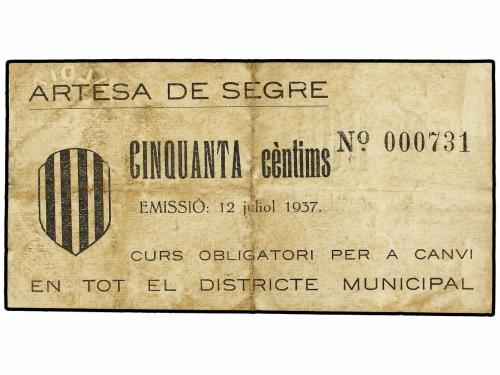 ARTESA DE SEGRE
Nº 000731
CINQUANTA cèntims
EMISSIÓ: 12 juliol 1937.
CURS OBLIGATORI PER A CANVI
EN TOT EL DISTRICTE MUNICIPAL